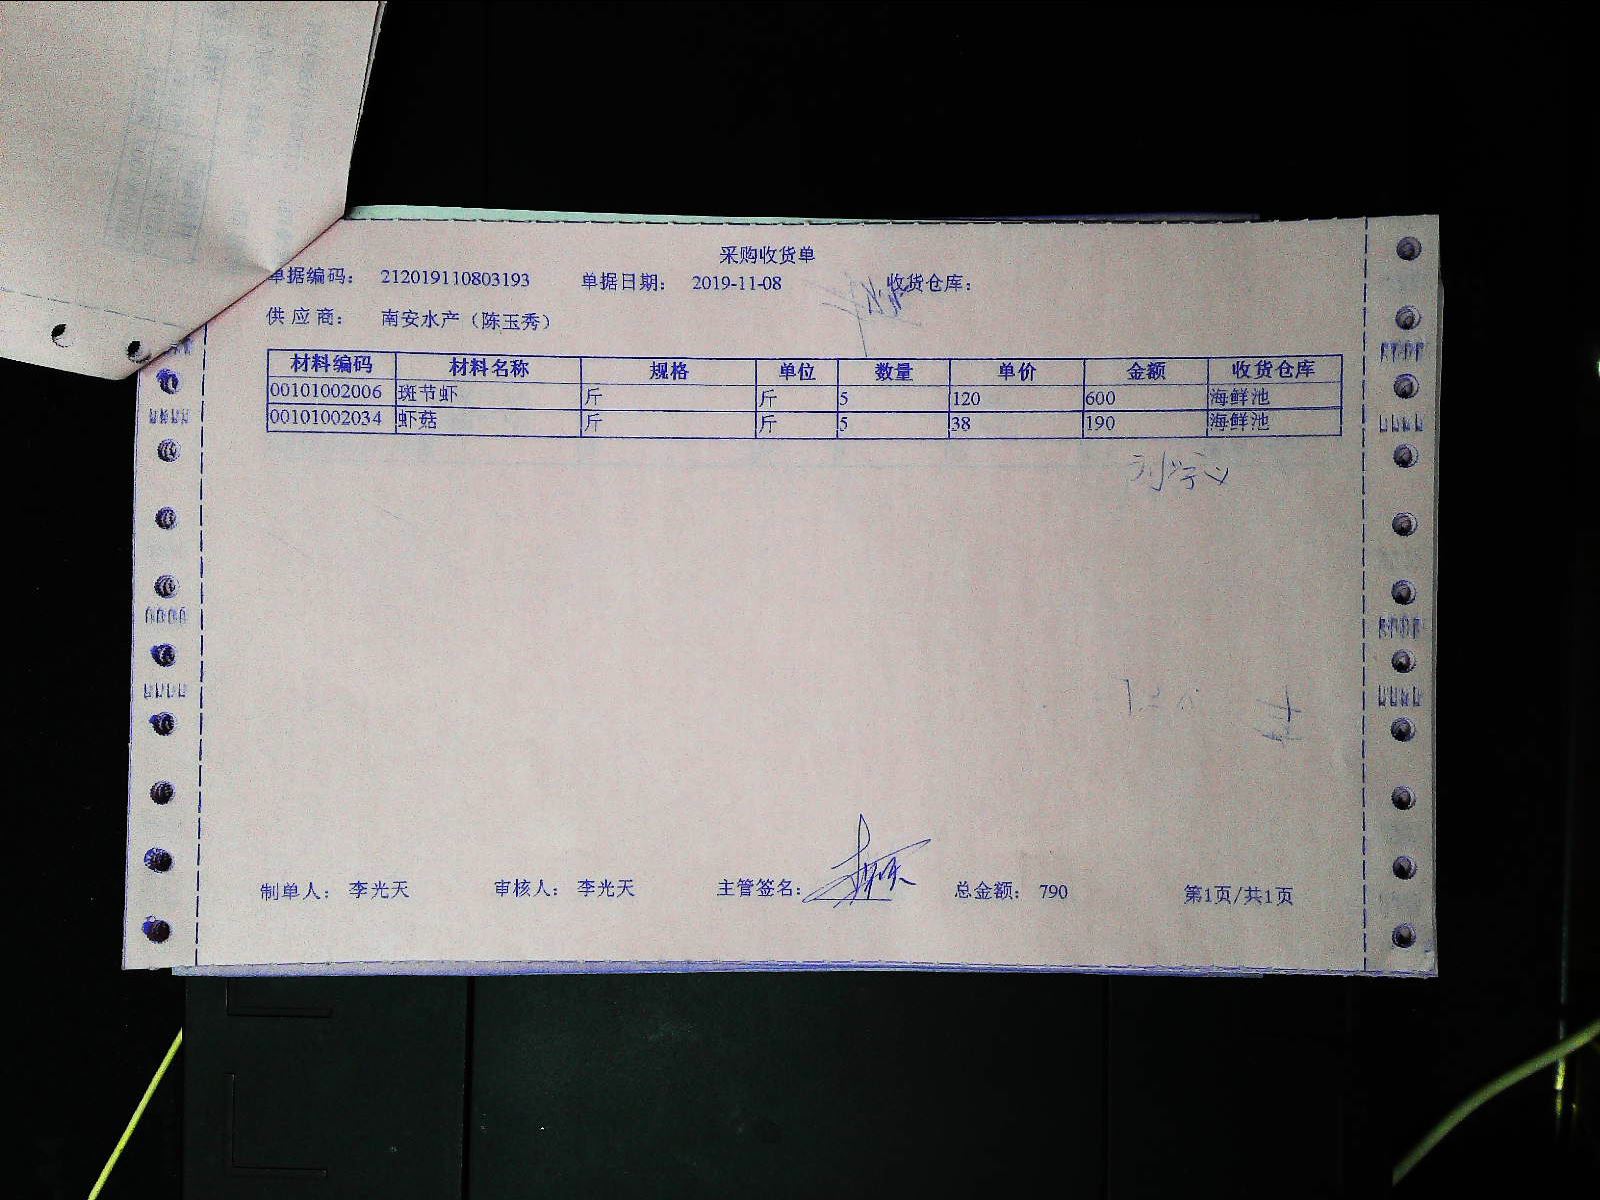 采购收货单
单据编码： 212019110803193 单据日期： 2019-11-08 收货仓库：
供应商： 南安水产（陈玉秀）
材料编码 材料名称 规格 单位 数量 单价 金额 收货仓库
00101002006 斑节虾 斤 斤 5 120 600 海鲜池
00101002034 虾菇 斤 斤 5 38 190 海鲜池
制单人： 李光天 审核人： 李光天 主管签名： 总金额： 790 第1页/共1页